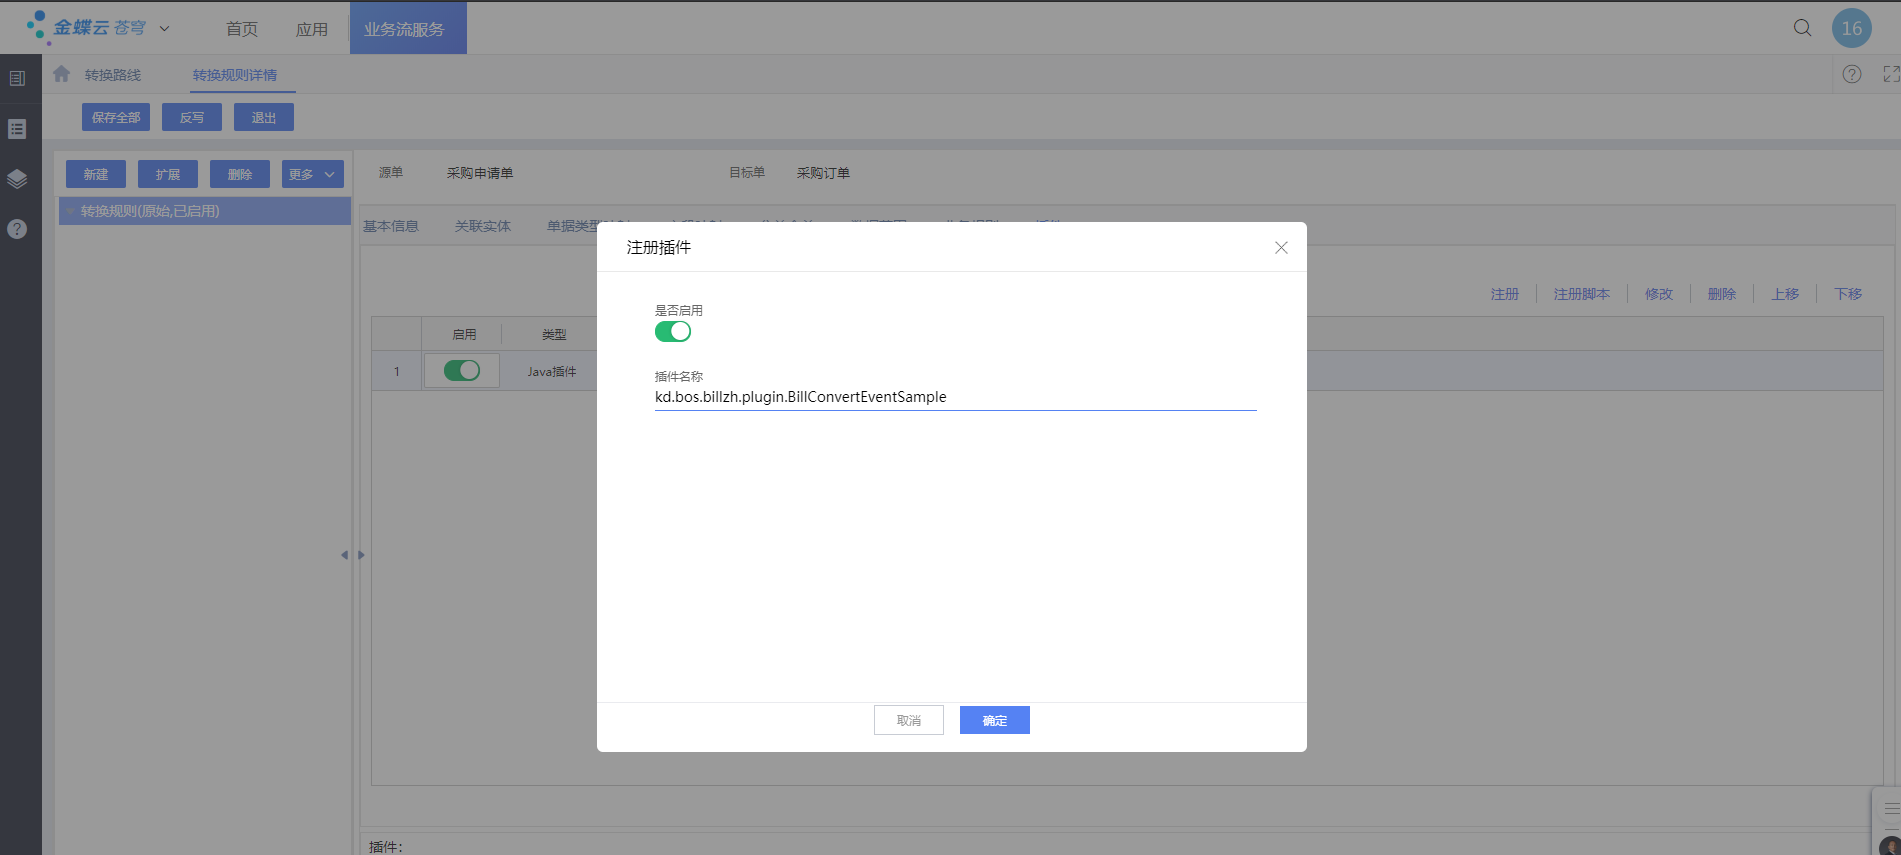 金蝶云 苍穹
首页
应用
业务流服务
16
转换路线
转换规则详情
保存全部
反写
退出
新建
扩展
删除
更多
转换规则(原始,已启用)
源单
采购申请单
目标单
采购订单
基本信息
关联实体
单据类型
注册
注册脚本
修改
删除
上移
下移
启用
类型
1
Java插件
注册插件
是否启用
插件名称
kd.bos.billzh.plugin.BillConvertEventSample
取消
确定
插件: